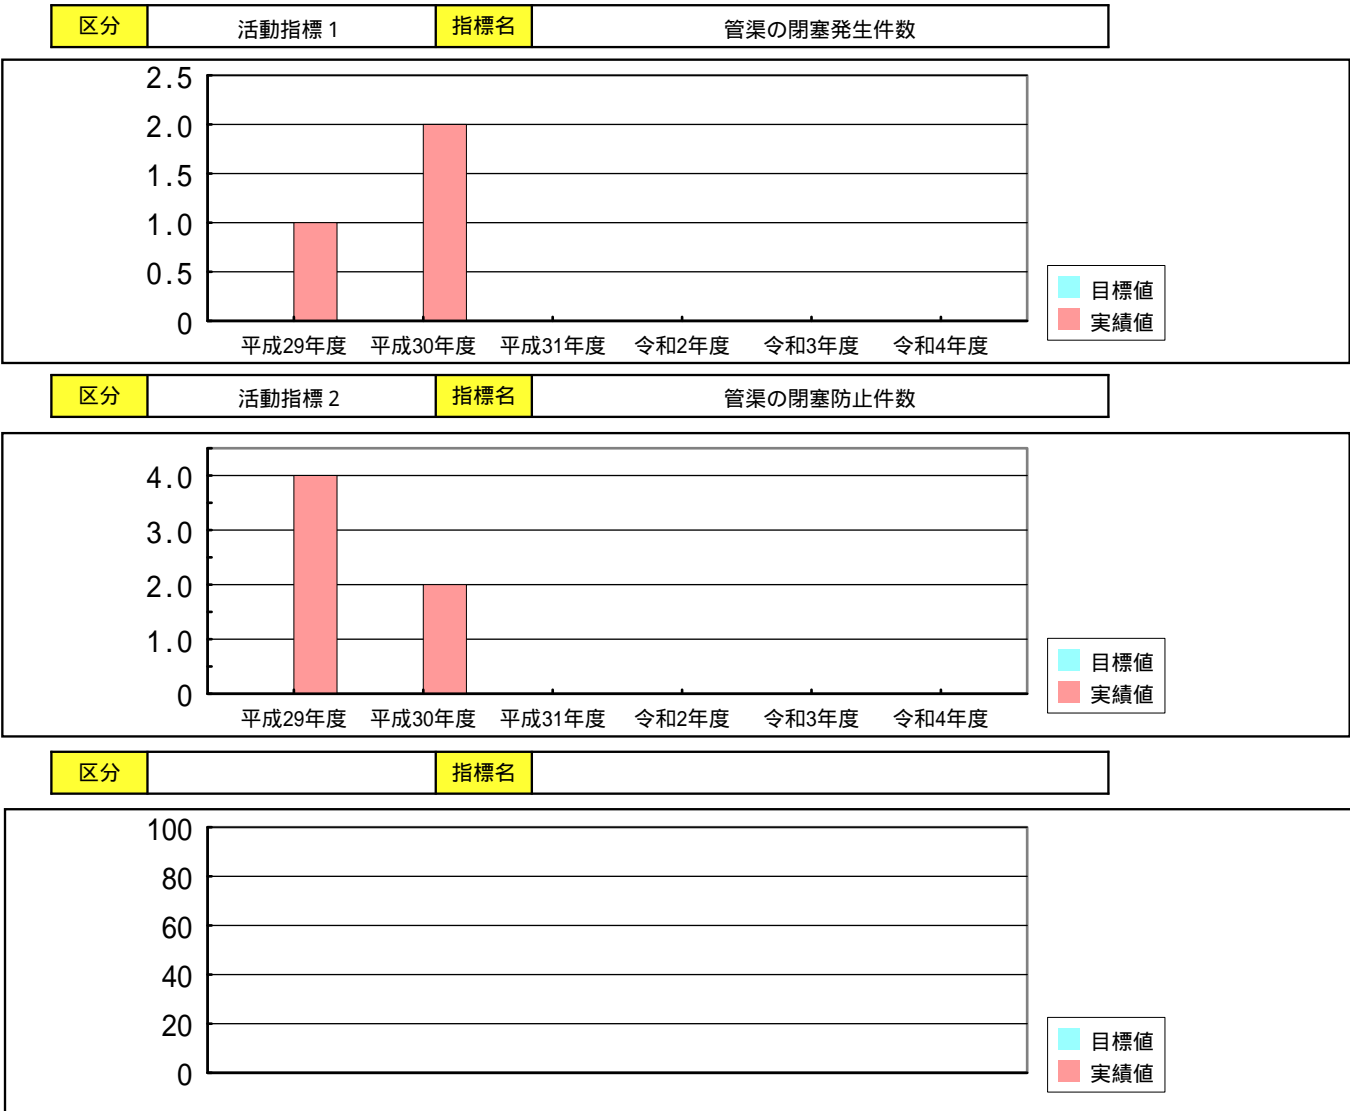 区分 活動指標1 指標名 管渠の閉塞発生件数
2.5
2.0
1.5
1.0
0.5
0
平成29年度 平成30年度 平成31年度 令和2年度 令和3年度 令和4年度
目標値
実績値
区分 活動指標2 指標名 管渠の閉塞防止件数
4.0
3.0
2.0
1.0
0
平成29年度 平成30年度 平成31年度 令和2年度 令和3年度 令和4年度
目標値
実績値
区分 指標名
100
80
60
40
20
0
目標値
実績値